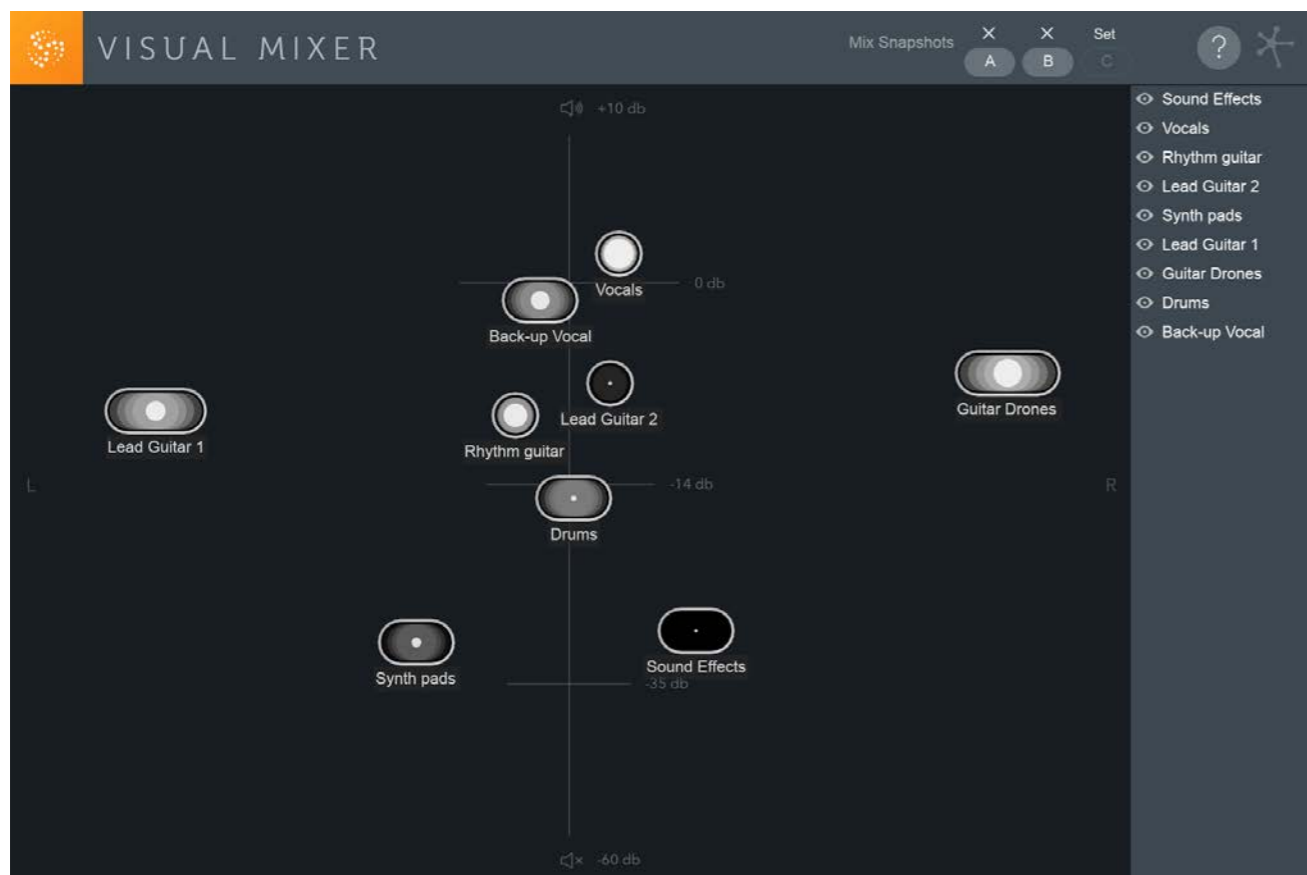 VISUAL MIXER
Mix Snapshots
Set
A
B
C
?
+10 db
Vocals
0 db
Back-up Vocal
Lead Guitar 2
Guitar Drones
Lead Guitar 1
Rhythm guitar
L
-14 db
R
Drums
Synth pads
Sound Effects
-35 db
-60 db
Sound Effects
Vocals
Rhythm guitar
Lead Guitar 2
Synth pads
Lead Guitar 1
Guitar Drones
Drums
Back-up Vocal